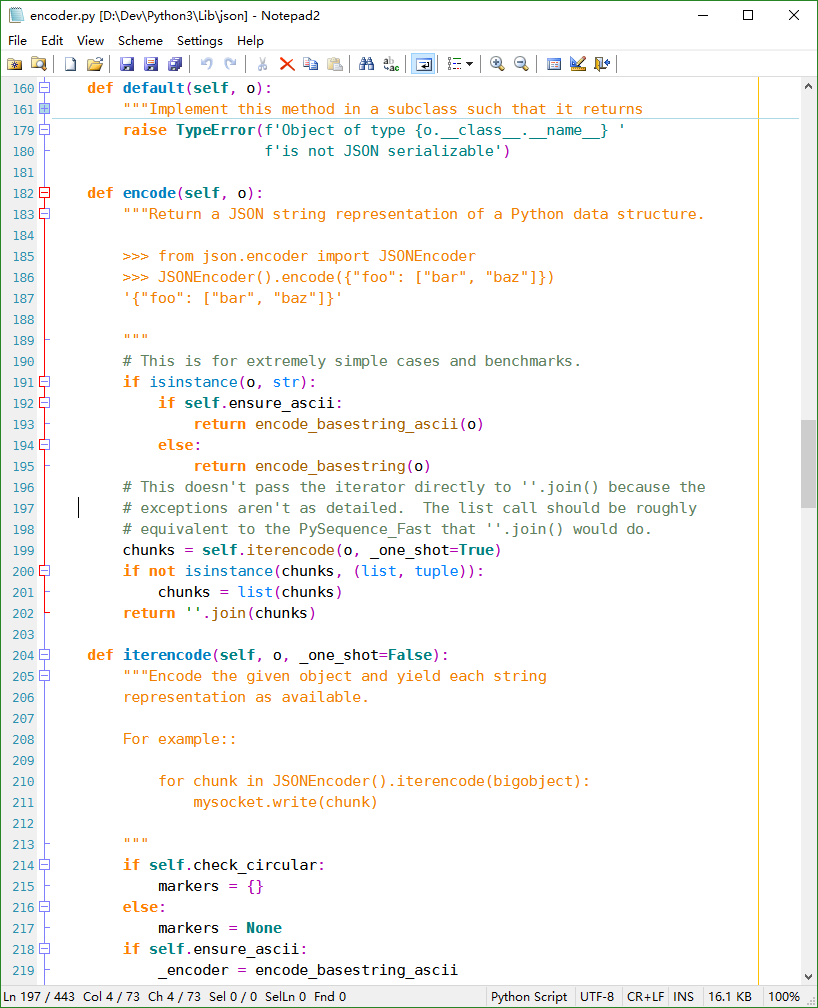 encoder.py [D:\Dev\Python3\Lib\json] - Notepad2
File Edit View Scheme Settings Help
160 def default(self, o):
161 """Implement this method in a subclass such that it returns
179 raise TypeError(f'Object of type {o.__class__.__name__} '
180 f'is not JSON serializable')
181
182 def encode(self, o):
183 """Return a JSON string representation of a Python data structure.
184
185 >>> from json.encoder import JSONEncoder
186 >>> JSONEncoder().encode({"foo": ["bar", "baz"]})
187 '{"foo": ["bar", "baz"]}'
188
189 """
190 # This is for extremely simple cases and benchmarks.
191 if isinstance(o, str):
192 if self.ensure_ascii:
193 return encode_basestring_ascii(o)
194 else:
195 return encode_basestring(o)
196 # This doesn't pass the iterator directly to ''.join() because the
197 # exceptions aren't as detailed.  The list call should be roughly
198 # equivalent to the PySequence_Fast that ''.join() would do.
199 chunks = self.iterencode(o, _one_shot=True)
200 if not isinstance(chunks, (list, tuple)):
201 chunks = list(chunks)
202 return ''.join(chunks)
203
204 def iterencode(self, o, _one_shot=False):
205 """Encode the given object and yield each string
206 representation as available.
207
208 For example::
209
210 for chunk in JSONEncoder().iterencode(bigobject):
211 mysocket.write(chunk)
212
213 """
214 if self.check_circular:
215 markers = {}
216 else:
217 markers = None
218 if self.ensure_ascii:
219 _encoder = encode_basestring_ascii
Ln 197 / 443 Col 4 / 73 Ch 4 / 73 Sel 0 / 0 SelLn 0 Fnd 0 Python Script UTF-8 CR+LF INS 16.1 KB 100%